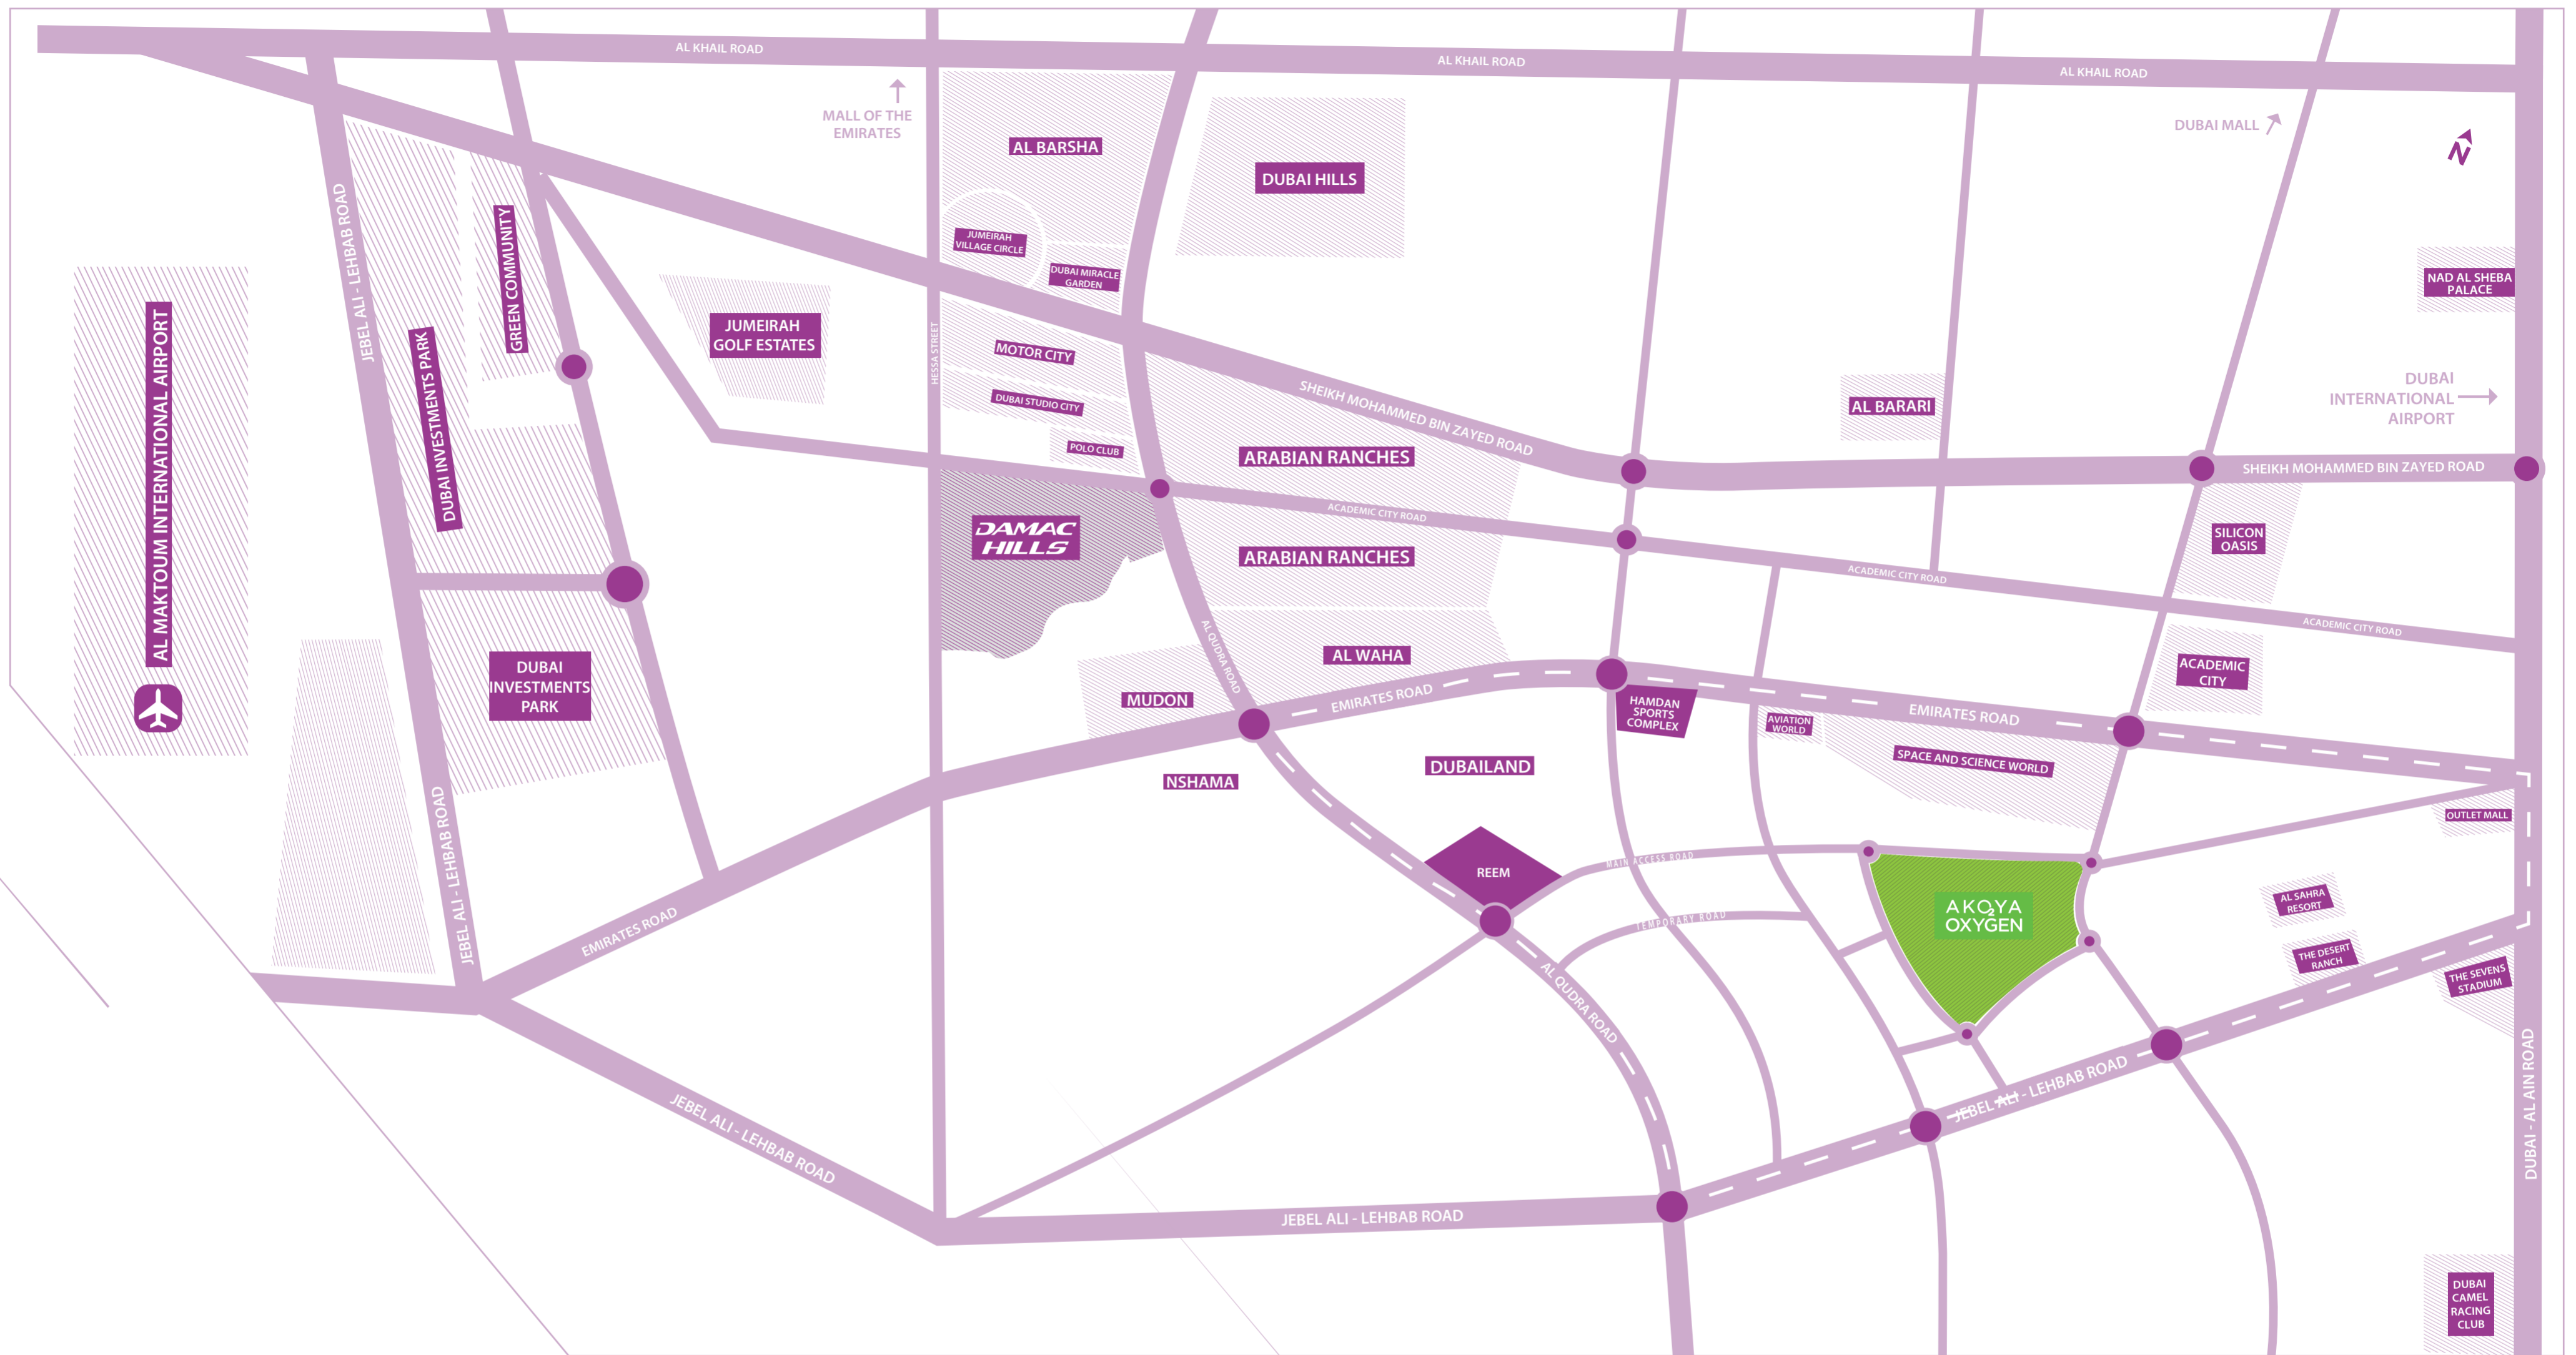 AL KHAIL ROAD
AL KHAIL ROAD
AL KHAIL ROAD
MALL OF THE
EMIRATES
DUBAI MALL
N
AL BARSHA
DUBAI HILLS
JEBEL ALI - LEHBAB ROAD
GREEN COMMUNITY
JUMEIRAH
VILLAGE CIRCLE
DUBAI MIRACLE
GARDEN
NAD AL SHEBA
PALACE
AL MAKTOUM INTERNATIONAL AIRPORT
DUBAI INVESTMENTS PARK
JUMEIRAH
GOLF ESTATES
HESSA STREET
MOTOR CITY
DUBAI STUDIO CITY
POLO CLUB
SHEIKH MOHAMMED BIN ZAYED ROAD
AL BARARI
DUBAI
INTERNATIONAL
AIRPORT
ARABIAN RANCHES
SHEIKH MOHAMMED BIN ZAYED ROAD
ACADEMIC CITY ROAD
DAMAC
HILLS
ARABIAN RANCHES
SILICON
OASIS
ACADEMIC CITY ROAD
ACADEMIC CITY ROAD
DUBAI
INVESTMENTS
PARK
AL QUDRA ROAD
AL WAHA
MUDON
EMIRATES ROAD
HAMDAN
SPORTS
COMPLEX
AVIATION
WORLD
EMIRATES ROAD
ACADEMIC
CITY
SPACE AND SCIENCE WORLD
NSHAMA
DUBAILAND
OUTLET MALL
JEBEL ALI - LEHBAB ROAD
REEM
MAIN ACCESS ROAD
TEMPORARY ROAD
AKO2YA
OXYGEN
AL SAHRA
RESORT
THE DESERT
RANCH
THE SEVENS
STADIUM
EMIRATES ROAD
AL QUDRA ROAD
JEBEL ALI - LEHBAB ROAD
JEBEL ALI - LEHBAB ROAD
JEBEL ALI - LEHBAB ROAD
DUBAI - AL AIN ROAD
DUBAI
CAMEL
RACING
CLUB